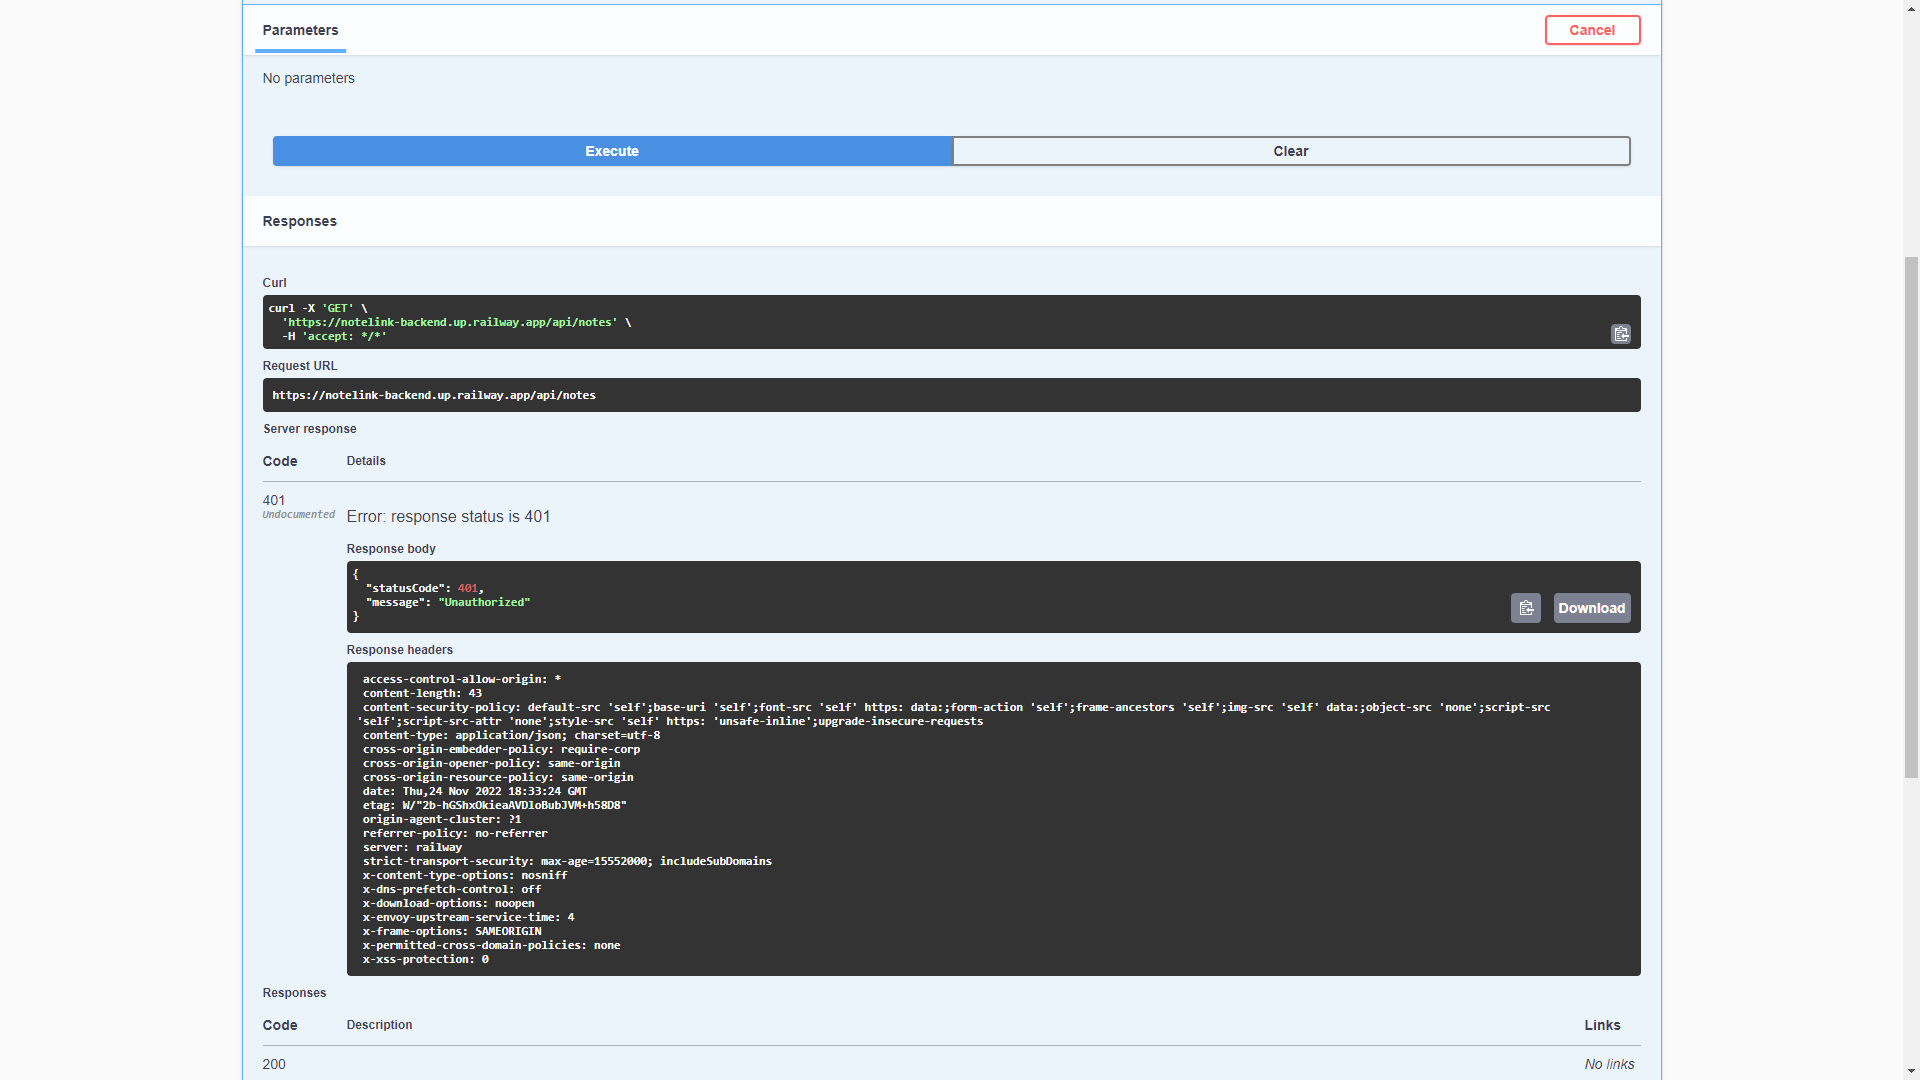 Parameters
Cancel
No parameters
Execute
Clear
Responses
Curl
curl -X 'GET' \
'https://notelink-backend.up.railway.app/api/notes' \
-H 'accept: */*'
Request URL
https://notelink-backend.up.railway.app/api/notes
Server response
Code Details
401
Undocumented
Error: response status is 401
Response body
{
"statusCode": 401,
"message": "Unauthorized"
}
Download
Response headers
access-control-allow-origin: *
content-length: 43
content-security-policy: default-src 'self';base-uri 'self';font-src 'self' https: data:;form-action 'self';frame-ancestors 'self';img-src 'self' data:;object-src 'none';script-src
'self';script-src-attr 'none';style-src 'self' https: 'unsafe-inline';upgrade-insecure-requests
content-type: application/json; charset=utf-8
cross-origin-embedder-policy: require-corp
cross-origin-opener-policy: same-origin
cross-origin-resource-policy: same-origin
date: Thu,24 Nov 2022 18:33:24 GMT
etag: W/"2b-hGShxOkieaAVDloBubJVM+h58D8"
origin-agent-cluster: ?1
referrer-policy: no-referrer
server: railway
strict-transport-security: max-age=15552000; includeSubDomains
x-content-type-options: nosniff
x-dns-prefetch-control: off
x-download-options: noopen
x-envoy-upstream-service-time: 4
x-frame-options: SAMEORIGIN
x-permitted-cross-domain-policies: none
x-xss-protection: 0
Responses
Code Description Links
200 No links